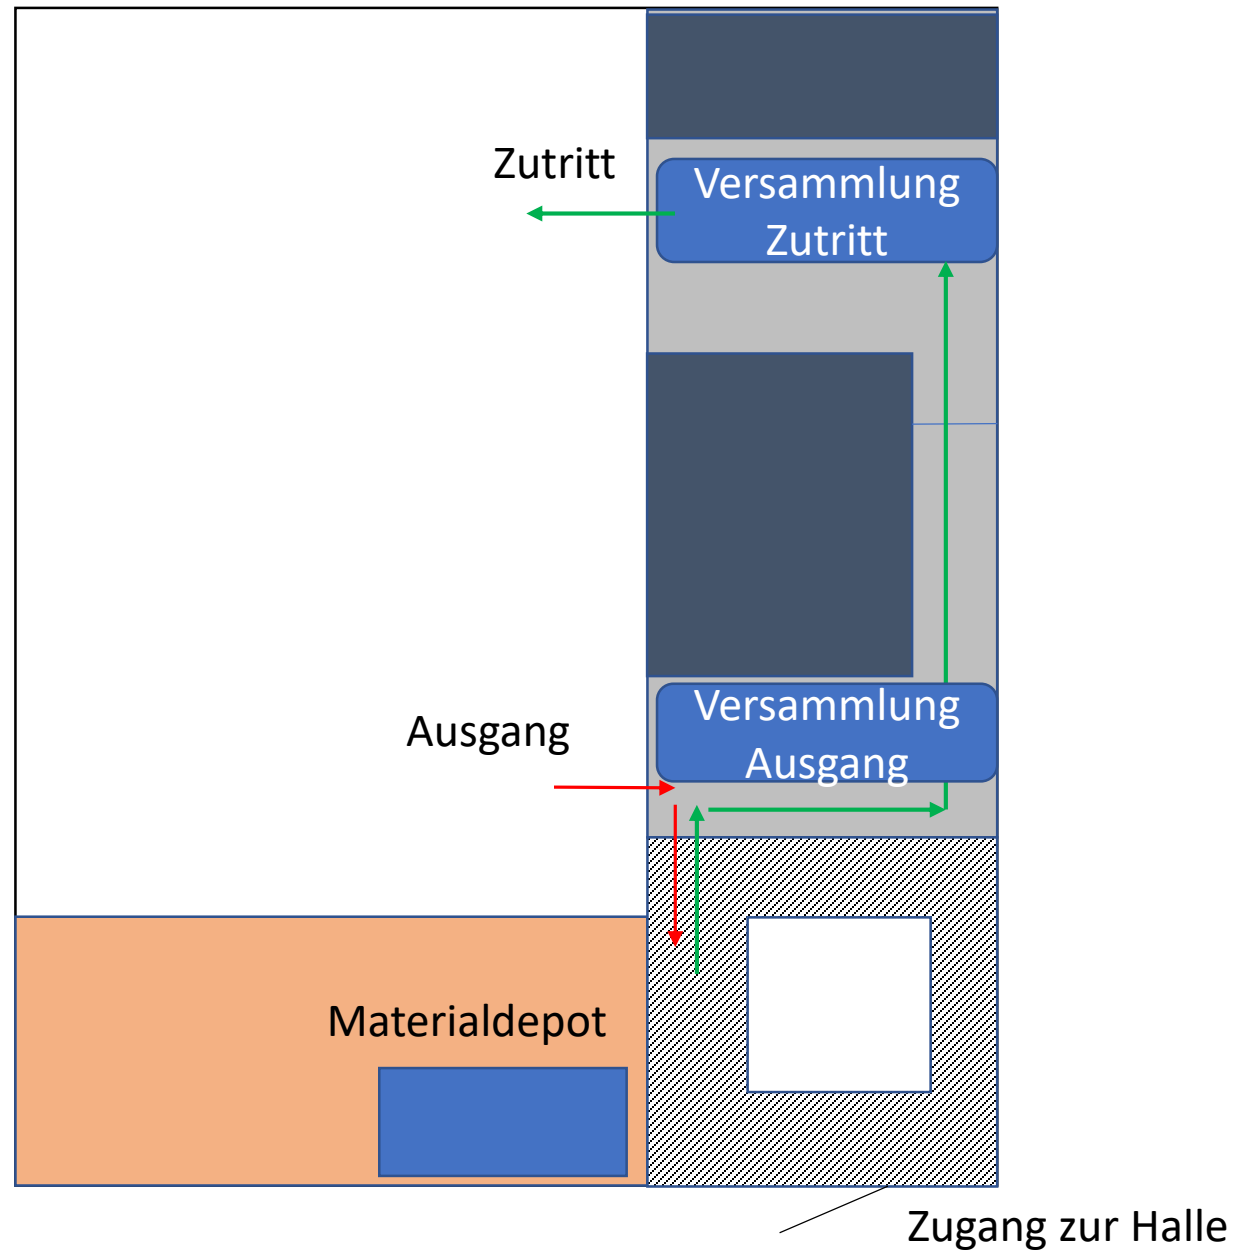 Zutritt
Versammlung
Zutritt
Ausgang
Versammlung
Ausgang
Materialdepot
Zugang zur Halle